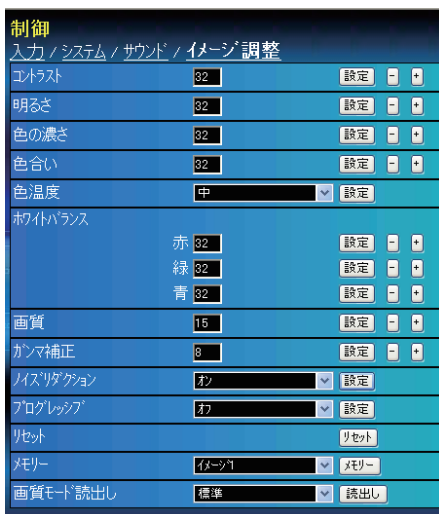 制御
入力 / システム / サウンド / イメージ調整
コントラスト 32 設定 - +
明るさ 32 設定 - +
色の濃さ 32 設定 - +
色合い 32 設定 - +
色温度 中 設定
ホワイトバランス
赤 32 設定 - +
緑 32 設定 - +
青 32 設定 - +
画質 15 設定 - +
ガンマ補正 8 設定 - +
ノイズリダクション オン 設定
プログレッシブ オフ 設定
リセット リセット
メモリー イメージ1 メモリー
画質モード読出し 標準 読出し